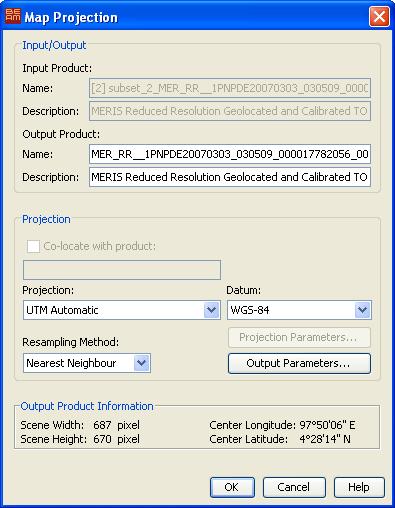 BEAM Map Projection
Input/Output
Input Product:
Name: [2] subset_2_MER_RR__1PNPDE20070303_030509_000
Description: MERIS Reduced Resolution Geolocated and Calibrated TO
Output Product:
Name: MER_RR__1PNPDE20070303_030509_000017782056_00
Description: MERIS Reduced Resolution Geolocated and Calibrated TO
Projection
Co-locate with product:
Projection: Datum:
UTM Automatic WGS-84
Projection Parameters...
Resampling Method:
Nearest Neighbour Output Parameters...
Output Product Information
Scene Width: 687 pixel Center Longitude: 97°50'06" E
Scene Height: 670 pixel Center Latitude: 4°28'14" N
OK Cancel Help